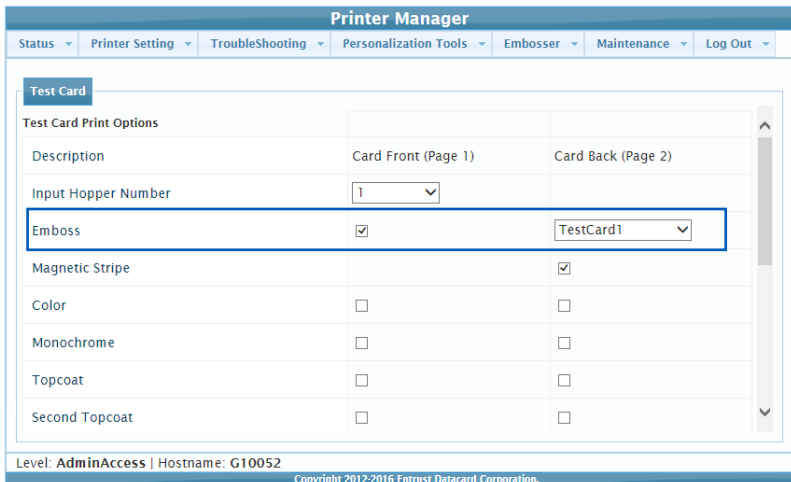 Printer Manager
Status Printer Setting TroubleShooting Personalization Tools Embosser Maintenance Log Out
Test Card
Test Card Print Options
Description Card Front (Page 1) Card Back (Page 2)
Input Hopper Number 1
Emboss TestCard1
Magnetic Stripe
Color
Monochrome
Topcoat
Second Topcoat
Level: AdminAccess | Hostname: G10052
Copyright 2012-2016 Entrust Datacard Corporation.